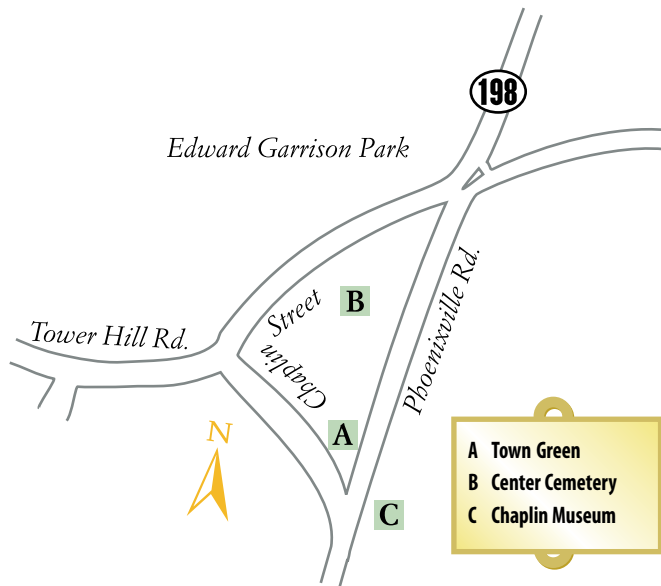 198
Edward Garrison Park
Phoenixville Rd.
B
Street
Tower Hill Rd.
Chaplin
N
A
C
A Town Green
B Center Cemetery
C Chaplin Museum